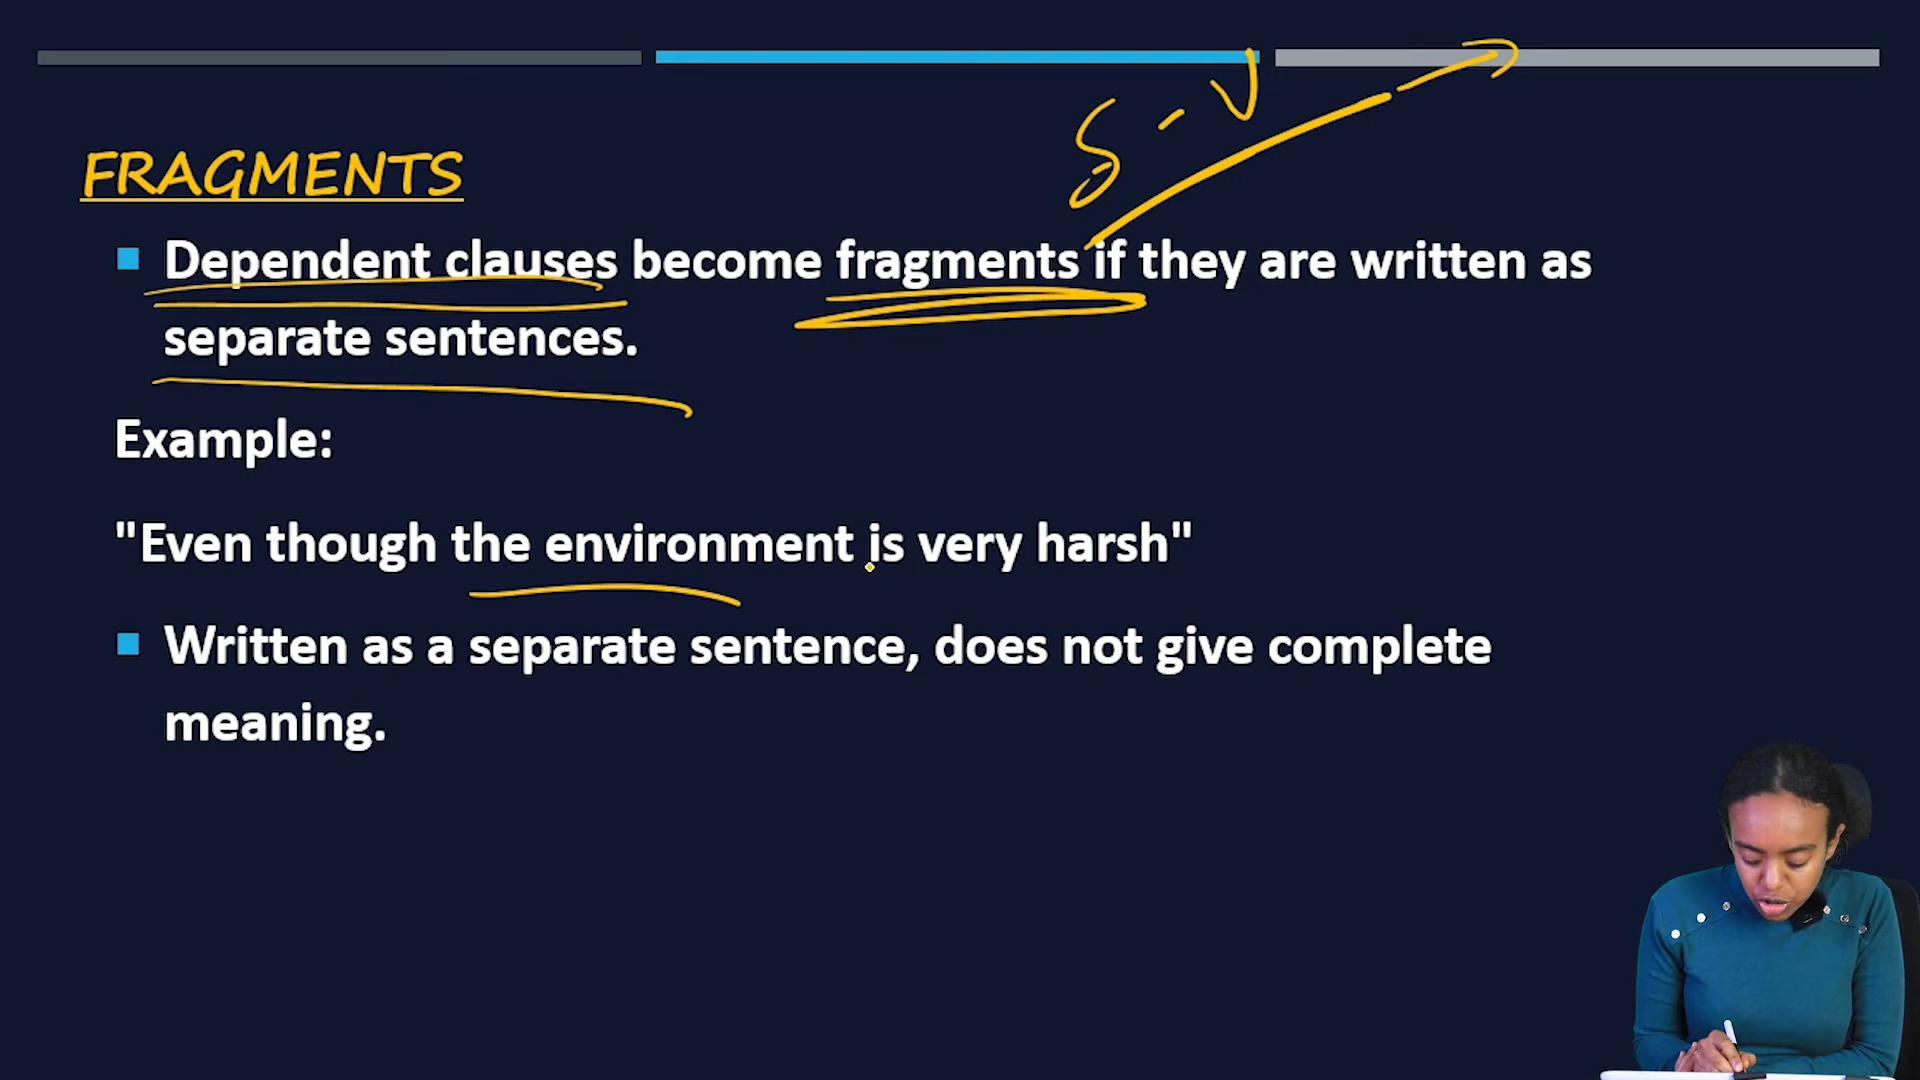 S - V
FRAGMENTS
Dependent clauses become fragments if they are written as
separate sentences.
Example:
"Even though the environment is very harsh"
Written as a separate sentence, does not give complete
meaning.